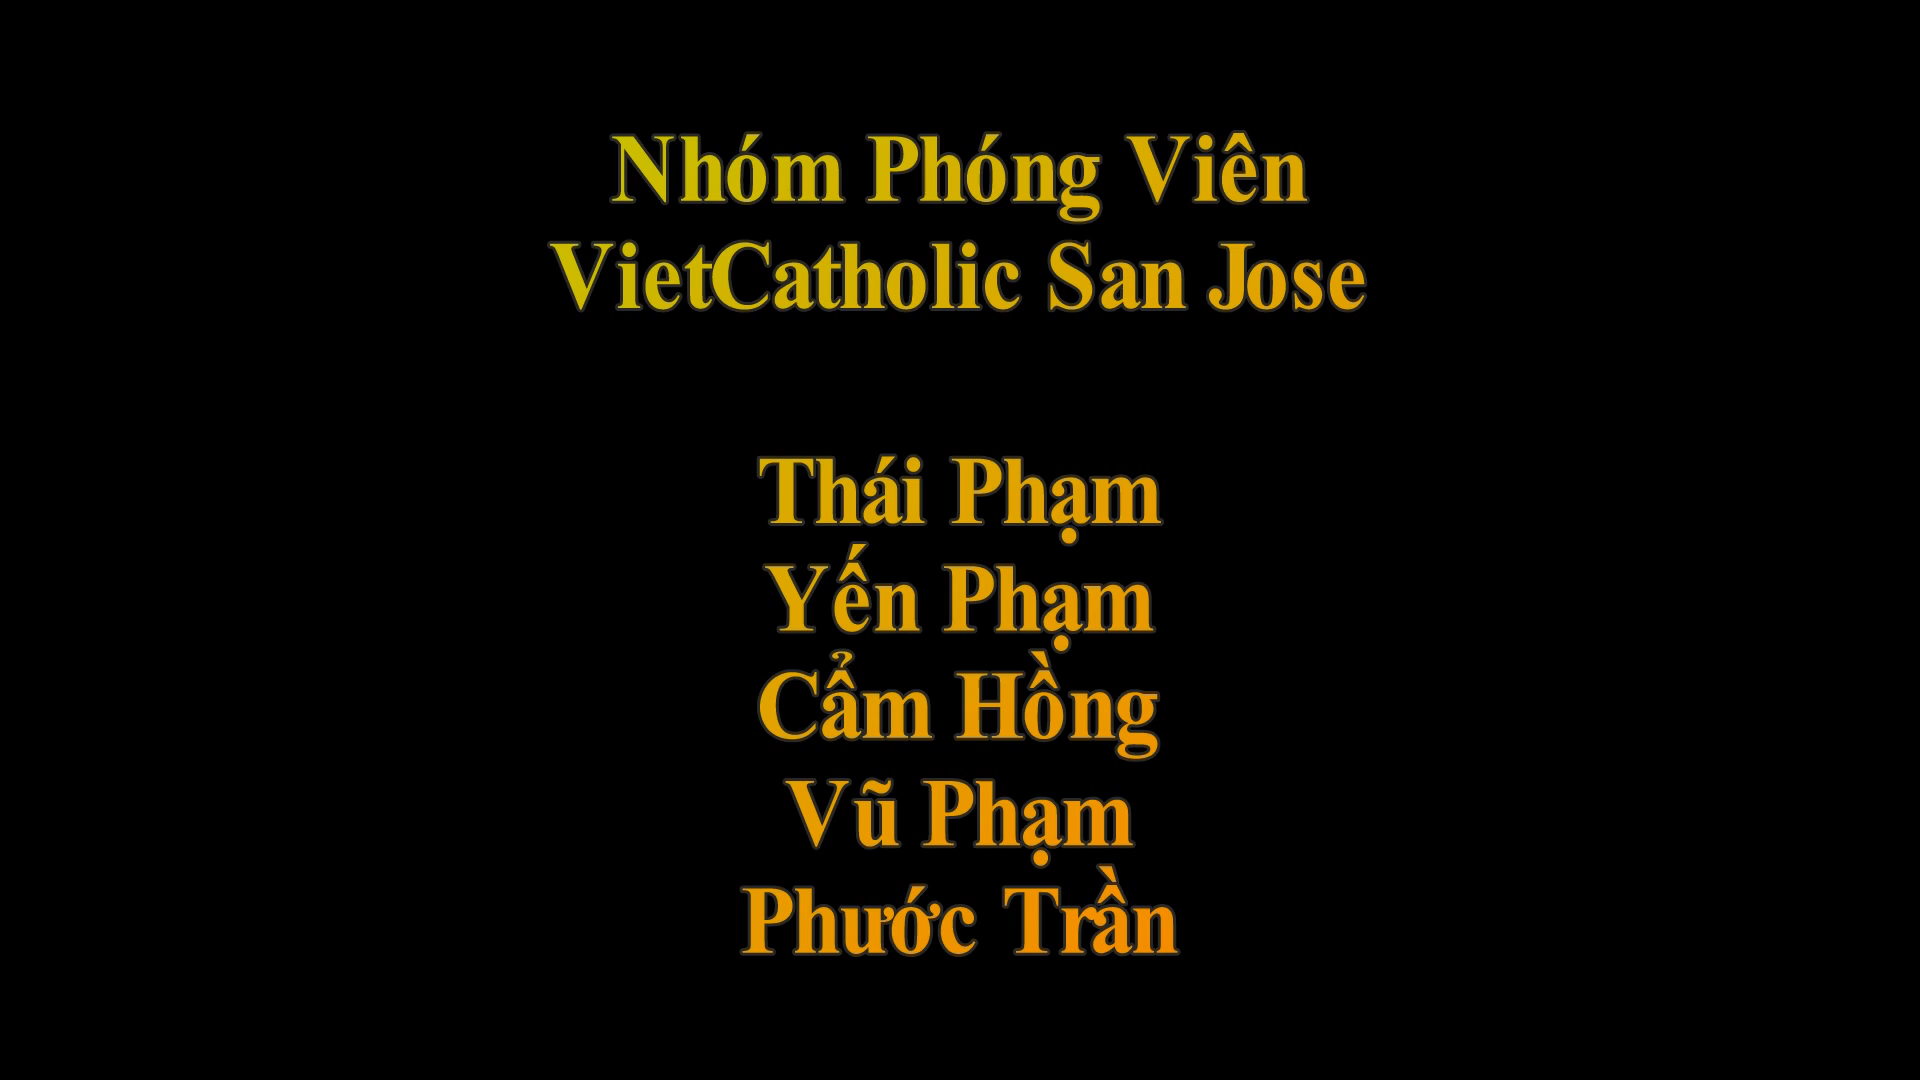 Nhóm Phóng Viên
VietCatholic San Jose
Thái Phạm
Yến Phạm
Cẩm Hồng
Vũ Phạm
Phước Trần